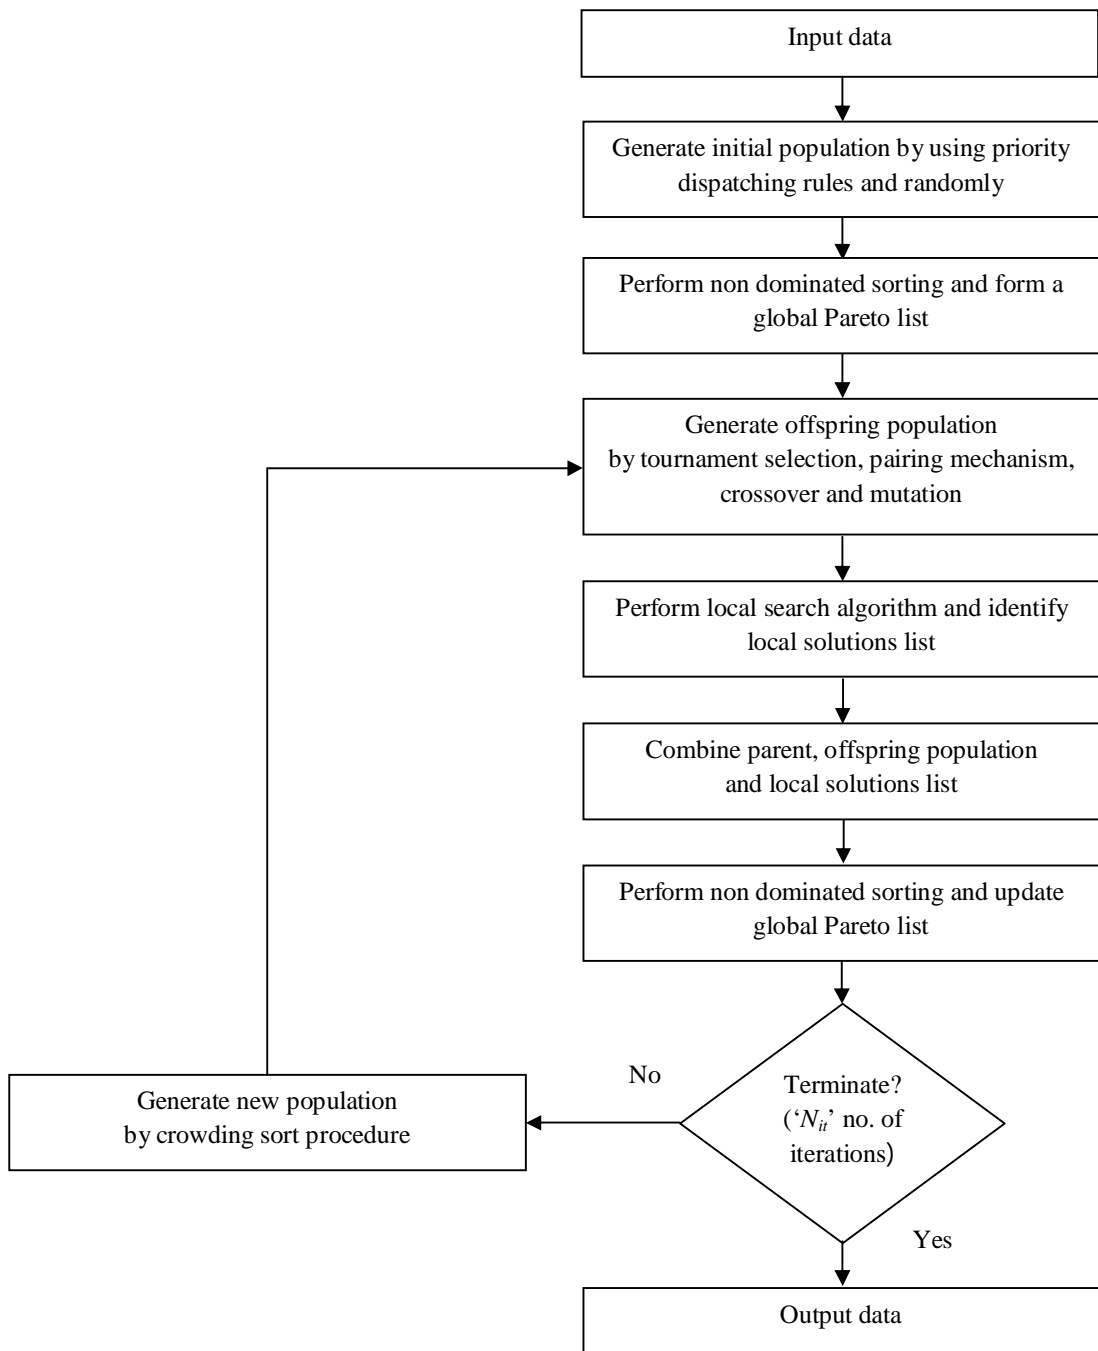 Input data
Generate initial population by using priority
dispatching rules and randomly
Perform non dominated sorting and form a
global Pareto list
Generate offspring population
by tournament selection, pairing mechanism,
crossover and mutation
Perform local search algorithm and identify
local solutions list
Combine parent, offspring population
and local solutions list
Perform non dominated sorting and update
global Pareto list
No
Terminate?
(‘Nit’ no. of
iterations)
Generate new population
by crowding sort procedure
Yes
Output data